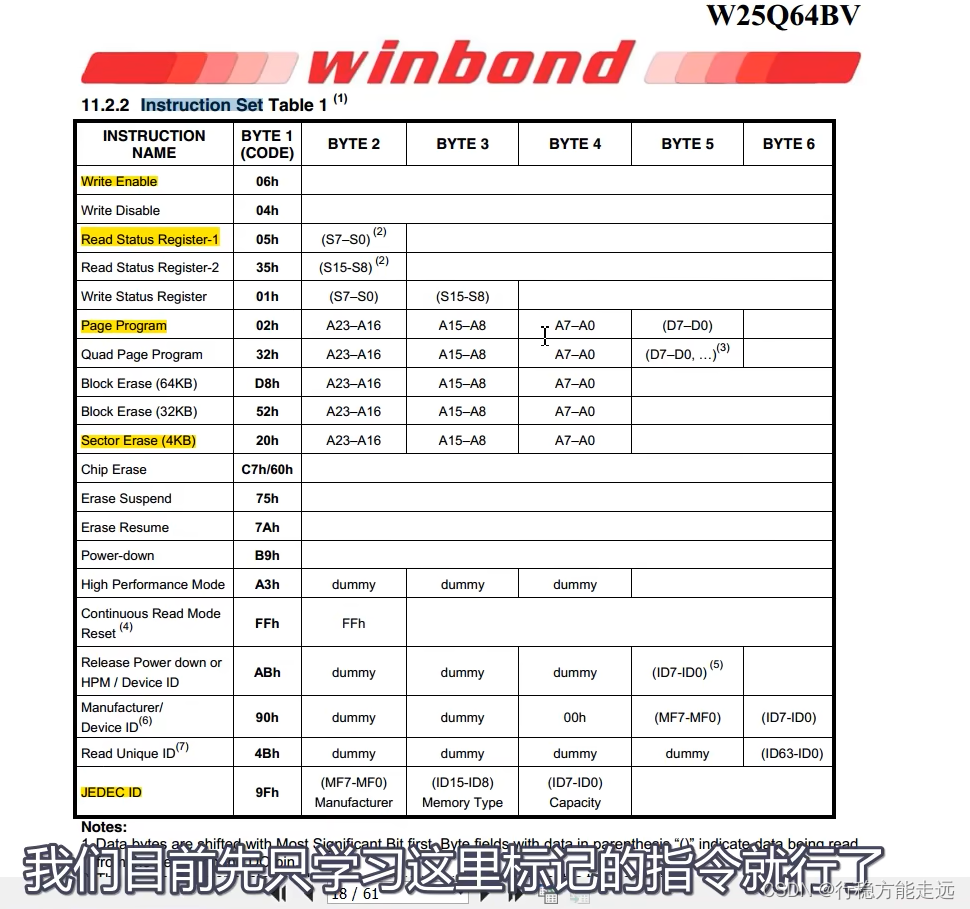 W25Q64BV
winbond
11.2.2 Instruction Set Table 1 (1)
INSTRUCTION NAME BYTE 1 (CODE) BYTE 2 BYTE 3 BYTE 4 BYTE 5 BYTE 6
Write Enable 06h
Write Disable 04h
Read Status Register-1 05h (S7–S0) (2)
Read Status Register-2 35h (S15-S8) (2)
Write Status Register 01h (S7–S0) (S15-S8)
Page Program 02h A23–A16 A15–A8 A7–A0 (D7–D0)
Quad Page Program 32h A23–A16 A15–A8 A7–A0 (D7–D0, …)(3)
Block Erase (64KB) D8h A23–A16 A15–A8 A7–A0
Block Erase (32KB) 52h A23–A16 A15–A8 A7–A0
Sector Erase (4KB) 20h A23–A16 A15–A8 A7–A0
Chip Erase C7h/60h
Erase Suspend 75h
Erase Resume 7Ah
Power-down B9h
High Performance Mode A3h dummy dummy dummy
Continuous Read Mode Reset (4) FFh FFh
Release Power down or HPM / Device ID ABh dummy dummy dummy (ID7-ID0) (5)
Manufacturer/ Device ID(6) 90h dummy dummy 00h (MF7-MF0) (ID7-ID0)
Read Unique ID(7) 4Bh dummy dummy dummy dummy (ID63-ID0)
JEDEC ID 9Fh (MF7-MF0) Manufacturer (ID15-ID8) Memory Type (ID7-ID0) Capacity
Notes:
1. Data bytes are shifted with Most Significant Bit first. Byte fields with data in parenthesis “()” indicate data being read
我们目前先只学习这里标记的指令就行了
18 / 61
CSDN @行稳方能走远